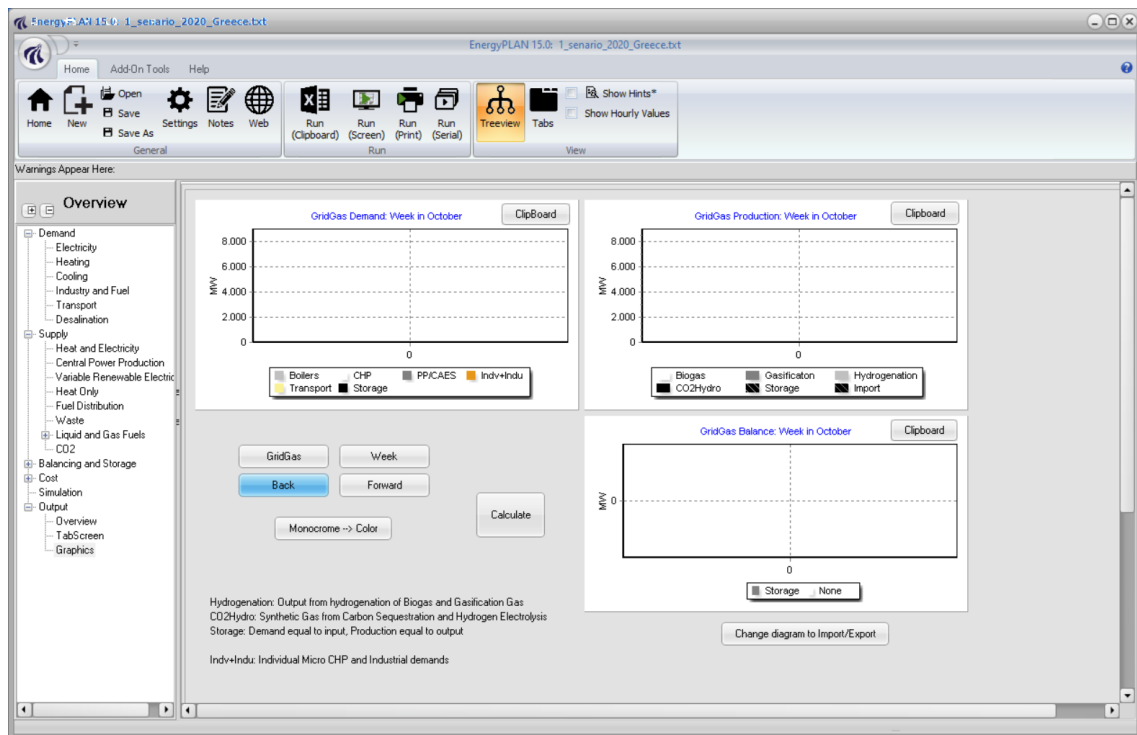 EnergyPLAN 15.0: 1_senario_2020_Greece.txt
EnergyPLAN 15.0: 1_senario_2020_Greece.txt
Home Add-On Tools Help
Home New Open Save Save As Settings Notes Web
General
Run (Clipboard) Run (Screen) Run (Print) Run (Serial)
Run
Treeview Tabs Show Hints* Show Hourly Values
View
Warnings Appear Here:
Overview
Demand
Electricity
Heating
Cooling
Industry and Fuel
Transport
Desalination
Supply
Heat and Electricity
Central Power Production
Variable Renewable Electric
Heat Only
Fuel Distribution
Waste
Liquid and Gas Fuels
CO2
Balancing and Storage
Cost
Simulation
Output
Overview
TabScreen
Graphics
GridGas Demand: Week in October ClipBoard
8.000
6.000
MW
4.000
2.000
0
0
Boilers CHP PP/CAES Indv+Indu
Transport Storage
GridGas Production: Week in October Clipboard
8.000
6.000
MW
4.000
2.000
0
0
Biogas Gasificaton Hydrogenation
CO2Hydro Storage Import
GridGas Week
Back Forward
Calculate
Monocrome --> Color
GridGas Balance: Week in October Clipboard
MW
0
0
Storage None
Change diagram to Import/Export
Hydrogenation: Output from hydrogenation of Biogas and Gasification Gas
CO2Hydro: Synthetic Gas from Carbon Sequestration and Hydrogen Electrolysis
Storage: Demand equal to input, Production equal to output
Indv+Indu: Individual Micro CHP and Industrial demands